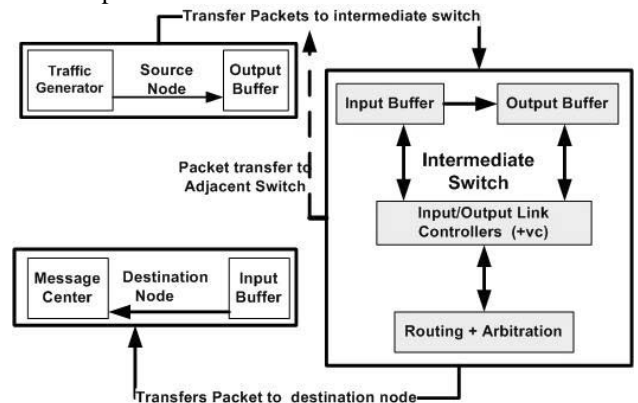 Transfer Packets to intermediate switch
Traffic
Generator
Source
Node
Output
Buffer
Input Buffer
Output Buffer
Packet transfer to
Adjacent Switch
Intermediate
Switch
Input/Output Link
Controllers (+vc)
Message
Center
Destination
Node
Input
Buffer
Routing + Arbitration
Transfers Packet to destination node